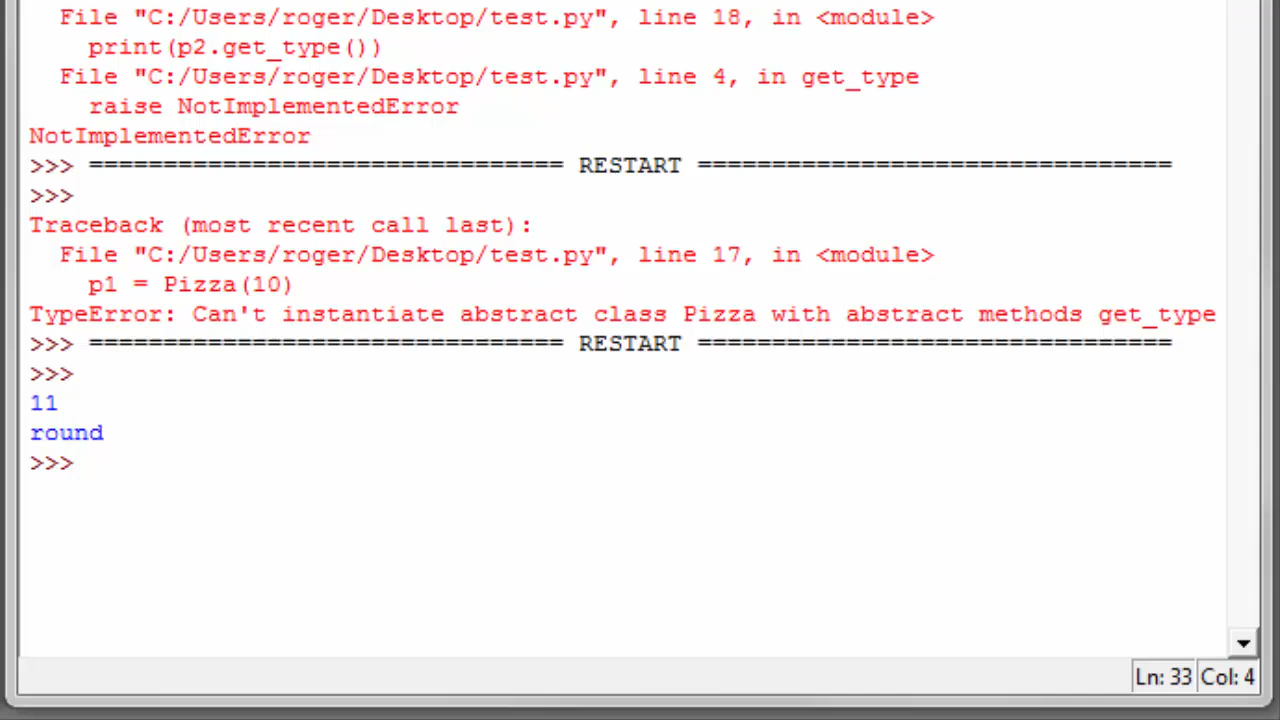 File "C:/Users/roger/Desktop/test.py", line 18, in <module>
    print(p2.get_type())
  File "C:/Users/roger/Desktop/test.py", line 4, in get_type
    raise NotImplementedError
NotImplementedError
>>> ================================ RESTART ================================
>>>
Traceback (most recent call last):
  File "C:/Users/roger/Desktop/test.py", line 17, in <module>
    p1 = Pizza(10)
TypeError: Can't instantiate abstract class Pizza with abstract methods get_type
>>> ================================ RESTART ================================
>>>
11
round
>>>
Ln: 33 Col: 4